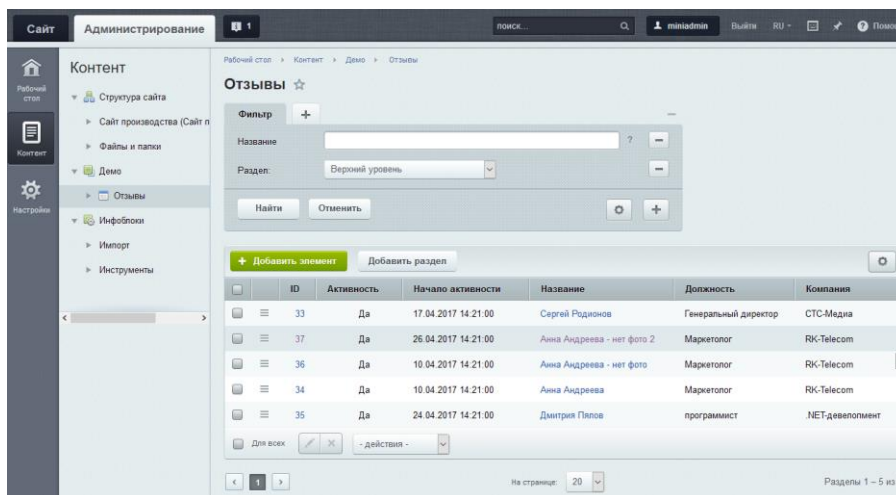 Сайт
Администрирование
1
поиск...
miniadmin
Выйти
RU
Рабочий стол
Контент
Настройки
Контент
Структура сайта
Сайт производства (Сайт п
Файлы и папки
Демо
Отзывы
Инфоблоки
Импорт
Инструменты
Рабочий стол › Контент › Демо › Отзывы
Отзывы
Фильтр +
Название ?
Раздел: Верхний уровень
Найти Отменить
+ Добавить элемент Добавить раздел
ID Активность Начало активности Название Должность Компания
33 Да 17.04.2017 14:21:00 Сергей Родионов Генеральный директор СТС-Медиа
37 Да 26.04.2017 14:21:00 Анна Андреева - нет фото 2 Маркетолог RK-Telecom
36 Да 10.04.2017 14:21:00 Анна Андреева - нет фото Маркетолог RK-Telecom
34 Да 10.04.2017 14:21:00 Анна Андреева Маркетолог RK-Telecom
35 Да 24.04.2017 14:21:00 Дмитрия Пялов программист .NET-девелопмент
Для всех - действия -
1 На странице: 20 Разделы 1 – 5 из